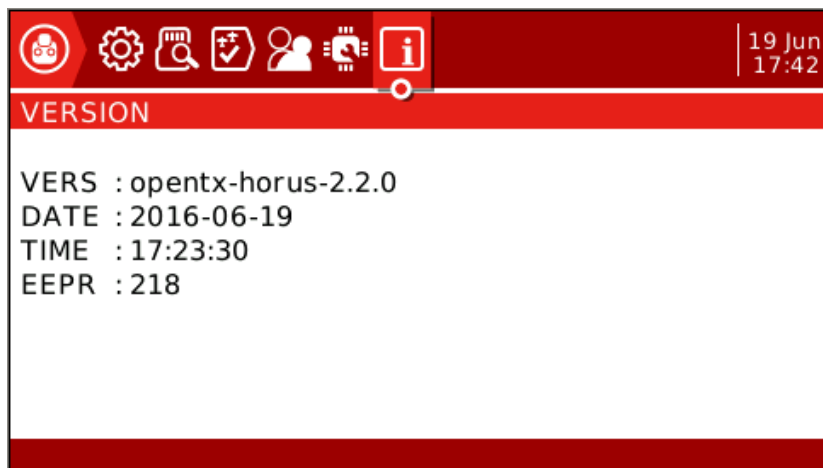 19 Jun
17:42
VERSION
VERS : opentx-horus-2.2.0
DATE : 2016-06-19
TIME : 17:23:30
EEPR : 218